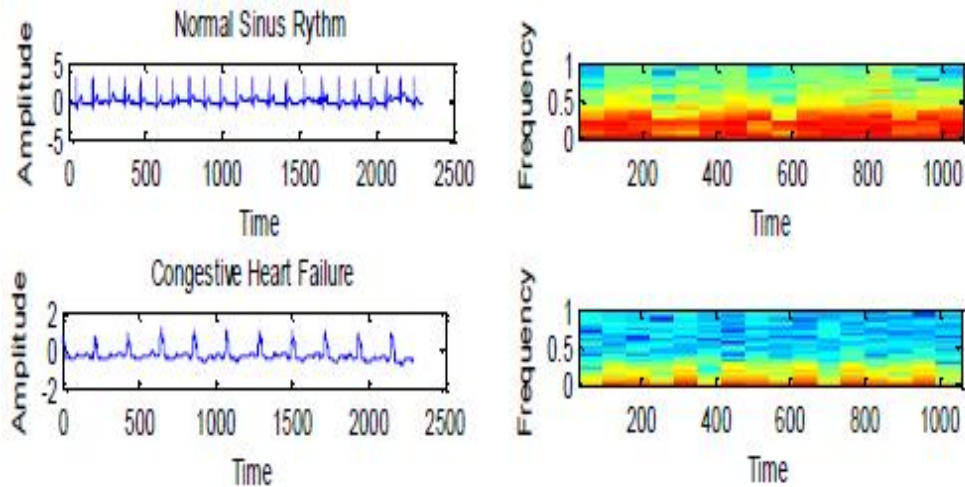 Normal Sinus Rythm
Amplitude
5
0
-5
0 500 1000 1500 2000 2500
Time
Frequency
1
0.5
0
200 400 600 800 1000
Time
Congestive Heart Failure
Amplitude
2
0
-2
0 500 1000 1500 2000 2500
Time
Frequency
1
0.5
0
200 400 600 800 1000
Time